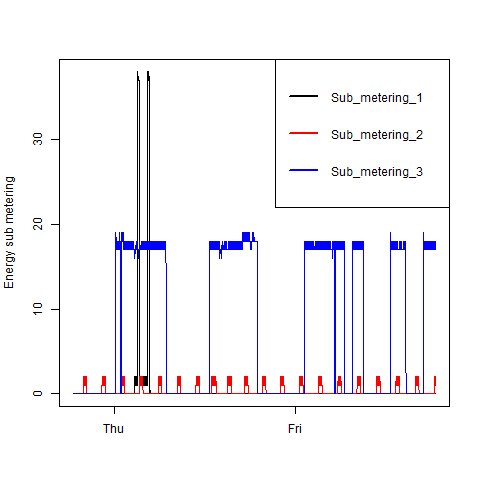 Sub_metering_1
Sub_metering_2
Sub_metering_3
Energy sub metering
30
20
10
0
Thu
Fri